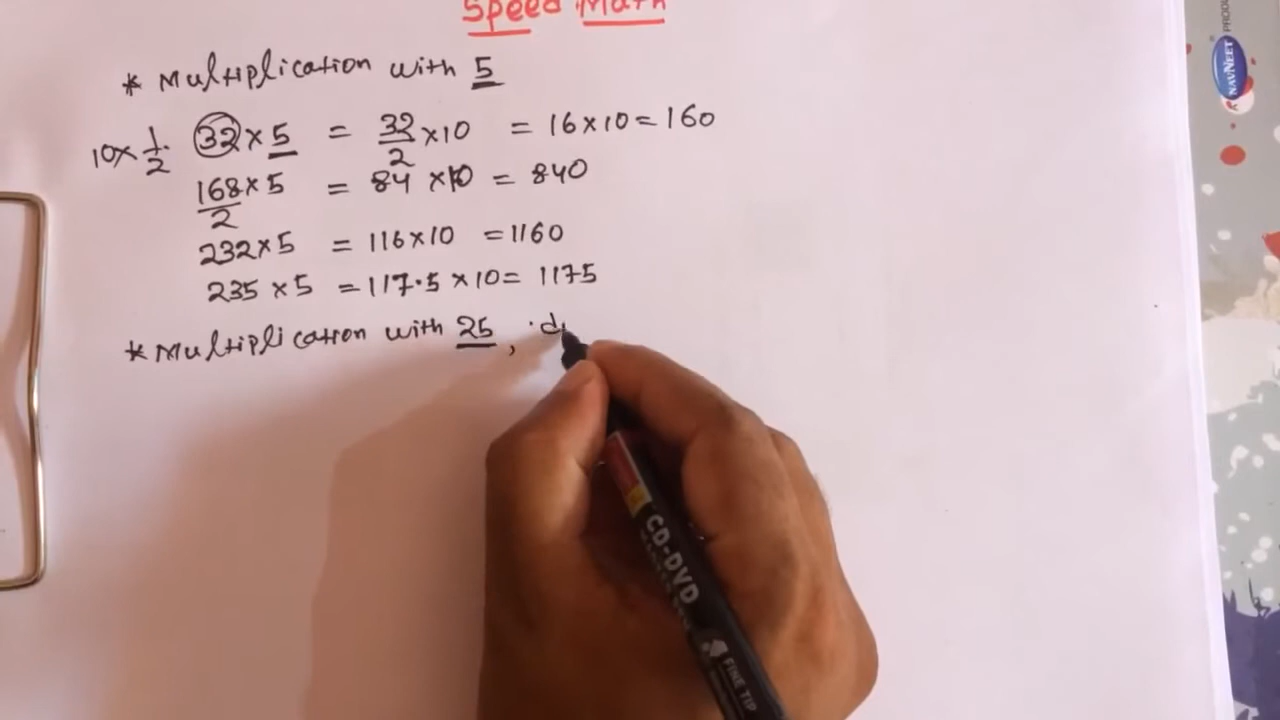 Speed Math
* Multiplication with 5
10 × 1/2 32 × 5 = 32/2 × 10 = 16 × 10 = 160
168/2 × 5 = 84 × 10 = 840
232 × 5 = 116 × 10 = 1160
235 × 5 = 117.5 × 10 = 1175
* Multiplication with 25,
CD-DVD
FINE TIP
NAVNEET